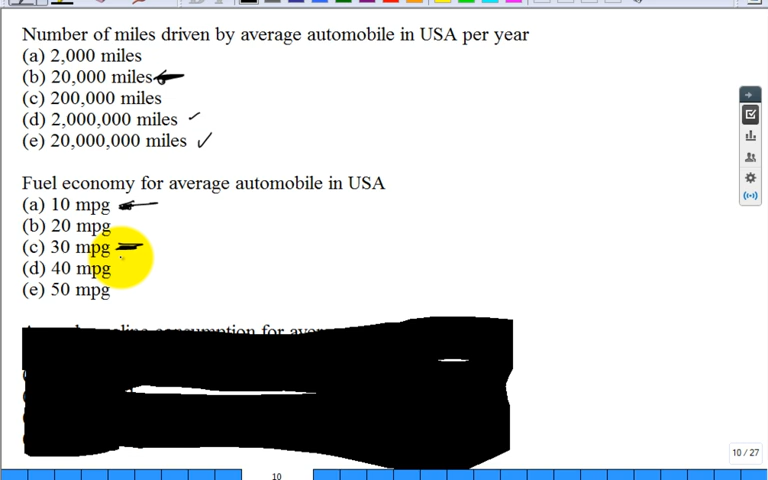 Number of miles driven by average automobile in USA per year
(a) 2,000 miles
(b) 20,000 miles
(c) 200,000 miles
(d) 2,000,000 miles
(e) 20,000,000 miles
Fuel economy for average automobile in USA
(a) 10 mpg
(b) 20 mpg
(c) 30 mpg
(d) 40 mpg
(e) 50 mpg
consumption for
10 / 27
10